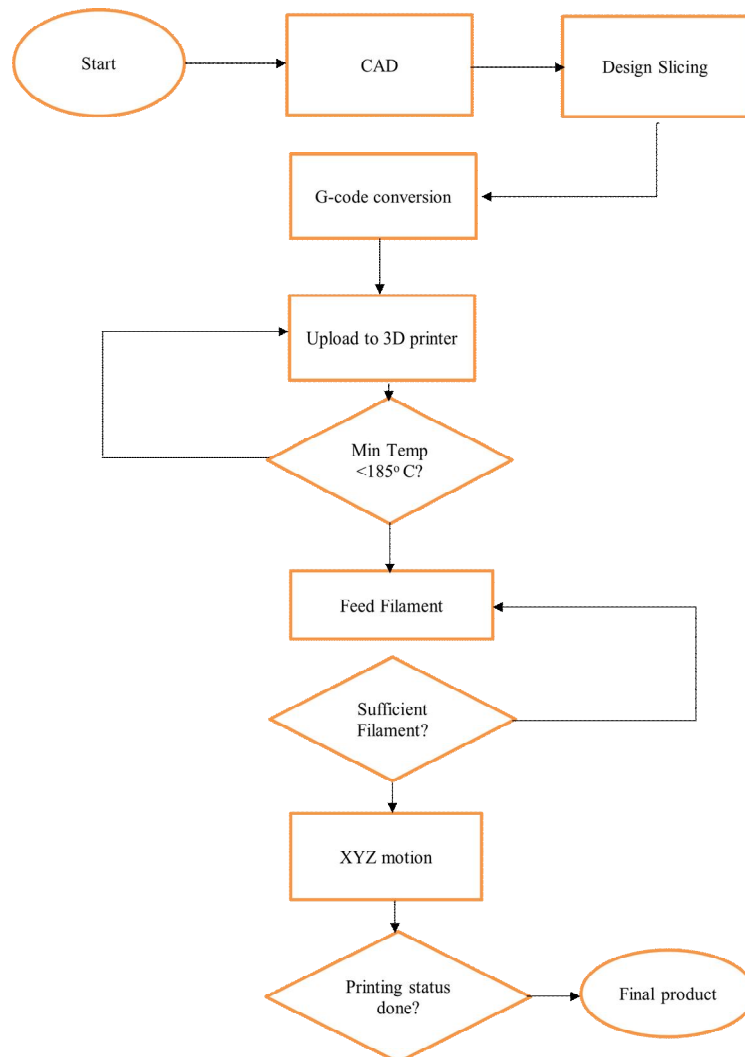 Start
CAD
Design Slicing
G-code conversion
Upload to 3D printer
Min Temp
<185º C?
Feed Filament
Sufficient
Filament?
XYZ motion
Printing status
done?
Final product